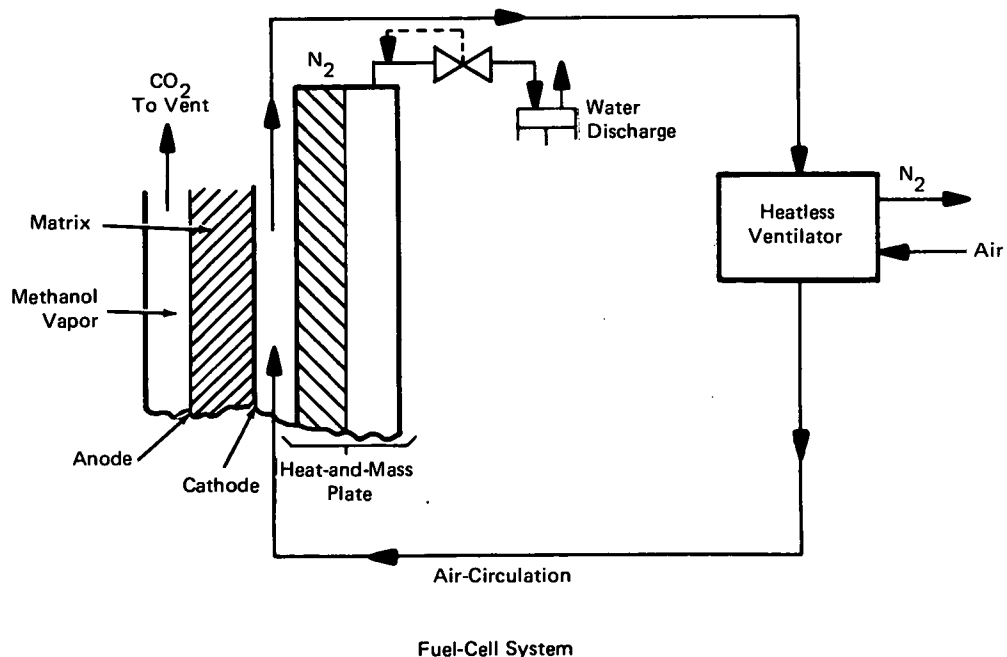 CO2
To Vent
N2
Water
Discharge
Heatless
Ventilator
N2
Air
Matrix
Methanol
Vapor
Anode
Cathode
Heat-and-Mass
Plate
Air-Circulation
Fuel-Cell System